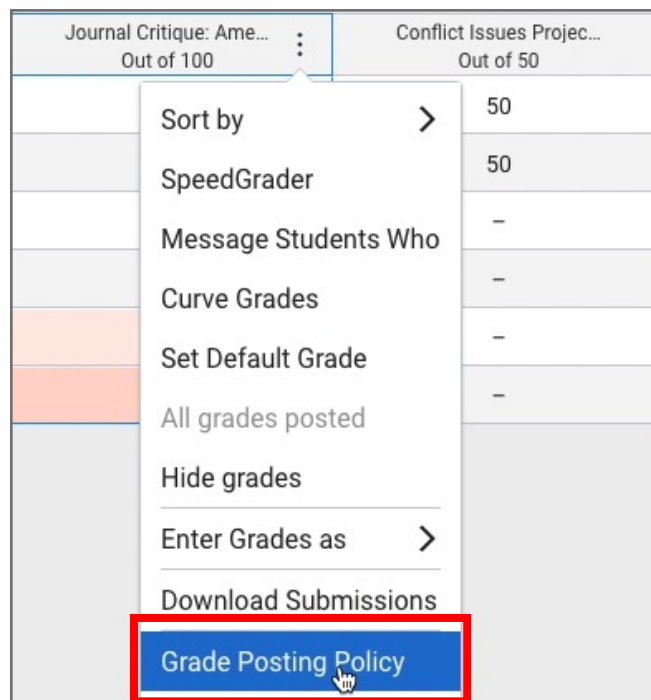 Journal Critique: Ame...
Out of 100
Conflict Issues Projec...
Out of 50
50
50
–
–
–
–
Sort by
SpeedGrader
Message Students Who
Curve Grades
Set Default Grade
All grades posted
Hide grades
Enter Grades as
Download Submissions
Grade Posting Policy